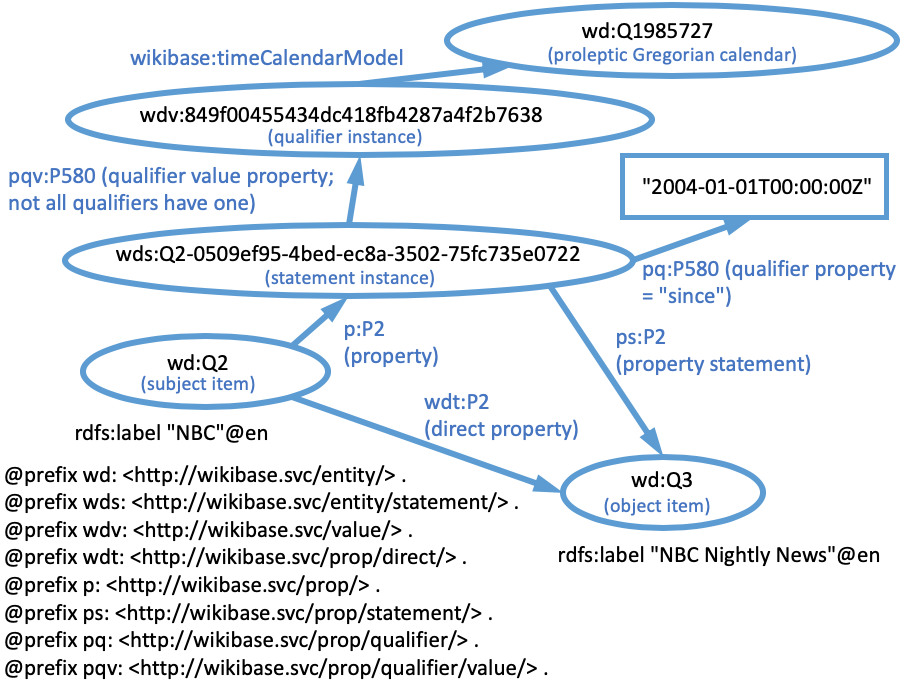 wd:Q1985727
(proleptic Gregorian calendar)
wikibase:timeCalendarModel
wdv:849f00455434dc418fb4287a4f2b7638
(qualifier instance)
pqv:P580 (qualifier value property;
not all qualifiers have one)
"2004-01-01T00:00:00Z"
wds:Q2-0509ef95-4bed-ec8a-3502-75fc735e0722
(statement instance)
pq:P580 (qualifier property
= "since")
p:P2
(property)
ps:P2
(property statement)
wd:Q2
(subject item)
wdt:P2
(direct property)
rdfs:label "NBC"@en
wd:Q3
(object item)
rdfs:label "NBC Nightly News"@en
@prefix wd: <http://wikibase.svc/entity/> .
@prefix wds: <http://wikibase.svc/entity/statement/> .
@prefix wdv: <http://wikibase.svc/value/> .
@prefix wdt: <http://wikibase.svc/prop/direct/> .
@prefix p: <http://wikibase.svc/prop/> .
@prefix ps: <http://wikibase.svc/prop/statement/> .
@prefix pq: <http://wikibase.svc/prop/qualifier/> .
@prefix pqv: <http://wikibase.svc/prop/qualifier/value/> .